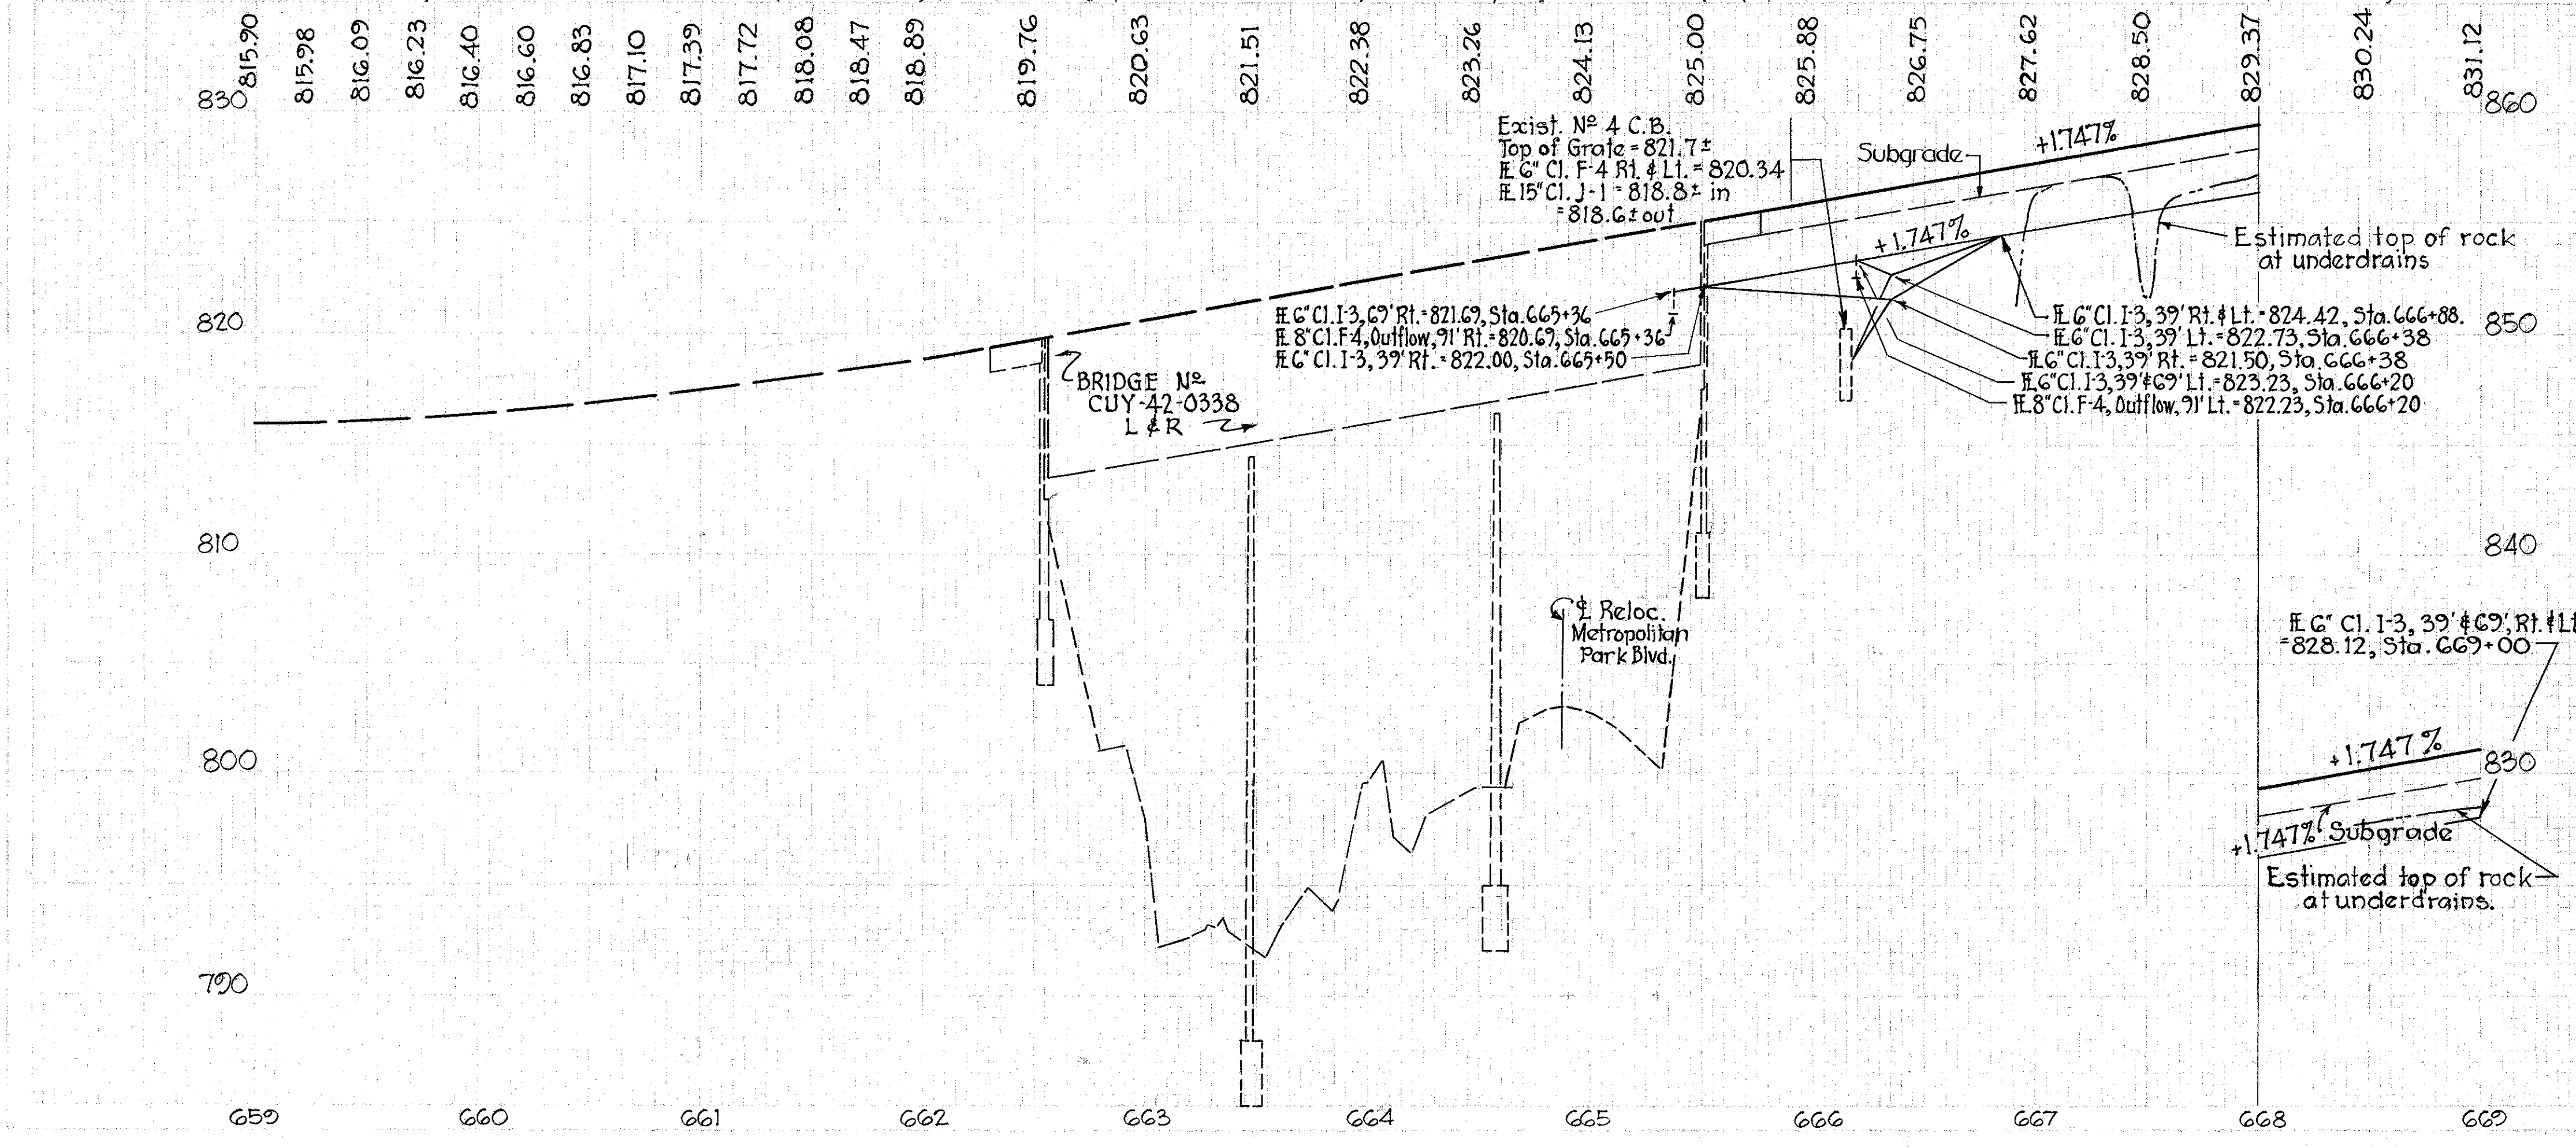 815.90
815.98
816.09
816.23
816.40
816.60
816.83
817.10
817.39
817.72
818.08
818.47
818.89
819.76
820.63
821.51
822.38
823.26
824.13
825.00
825.88
826.75
827.62
828.50
829.37
830.24
831.12
830
860
Exist. Nº 4 C.B.
Top of Grate = 821.7±
FL 6" Cl. F-4 Rt. & Lt. = 820.34
FL 15" Cl. J-1 = 818.8± in
= 818.6± out
Subgrade
+1.747%
+1.747%
Estimated top of rock
at underdrains
820
FL 6" Cl. I-3, 69' Rt. = 821.69, Sta. 665+36
FL 8" Cl. F-4, Outflow, 91' Rt. = 820.69, Sta. 665+36
FL 6" Cl. I-3, 39' Rt. = 822.00, Sta. 665+50
FL 6" Cl. I-3, 39' Rt. & Lt. = 824.42, Sta. 666+88.
FL 6" Cl. I-3, 39' Lt. = 822.73, Sta. 666+38
FL 6" Cl. I-3, 39' Rt. = 821.50, Sta. 666+38
FL 6" Cl. I-3, 39' & 69' Lt. = 823.23, Sta. 666+20
FL 8" Cl. F-4, Outflow, 91' Lt. = 822.23, Sta. 666+20
850
BRIDGE Nº
CUY-42-0338
L & R
810
840
℄ Reloc.
Metropolitan
Park Blvd.
FL 6" Cl. I-3, 39' & 69', Rt. & Lt
= 828.12, Sta. 669+00
800
+1.747%
830
+1.747% Subgrade
Estimated top of rock
at underdrains.
790
659 660 661 662 663 664 665 666 667 668 669